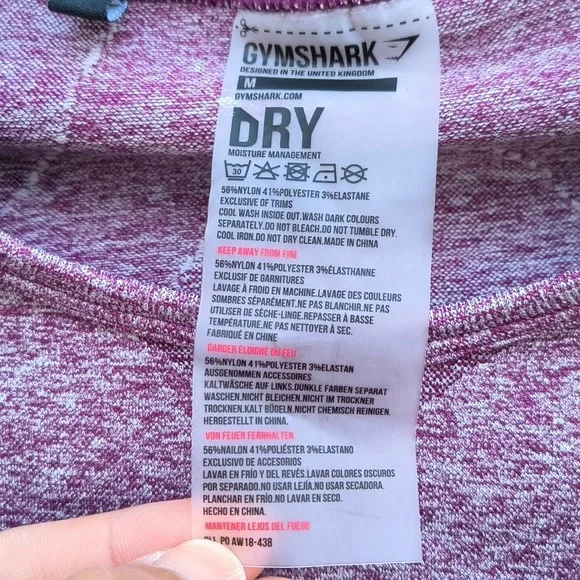 GYMSHARK
DESIGNED IN THE UNITED KINGDOM
M
GYMSHARK.COM
DRY
MOISTURE MANAGEMENT
30
56%NYLON 41%POLYESTER 3%ELASTANE
EXCLUSIVE OF TRIMS
COOL WASH INSIDE OUT.WASH DARK COLOURS
SEPARATELY.DO NOT BLEACH.DO NOT TUMBLE DRY.
COOL IRON.DO NOT DRY CLEAN.MADE IN CHINA
KEEP AWAY FROM FIRE
56%NYLON 41%POLYESTER 3%ÉLASTHANNE
EXCLUSIF DE GARNITURES
LAVAGE À FROID EN MACHINE.LAVAGE DES COULEURS
SOMBRES SÉPARÉMENT.NE PAS BLANCHIR.NE PAS
UTILISER DE SÈCHE-LINGE.REPASSER À BASSE
TEMPÉRATURE.NE PAS NETTOYER À SEC.
FABRIQUÉ EN CHINE
GARDER ÉLOIGNÉ DU FEU
56%NYLON 41%POLYESTER 3%ELASTAN
AUSGENOMMEN ACCESSOIRES
KALTWÄSCHE AUF LINKS.DUNKLE FARBEN SEPARAT
WASCHEN.NICHT BLEICHEN.NICHT IM TROCKNER
TROCKNEN.KALT BÜGELN.NICHT CHEMISCH REINIGEN.
HERGESTELLT IN CHINA.
VON FEUER FERNHALTEN
56%NAILON 41%POLIÉSTER 3%ELASTANO
EXCLUSIVO DE ACCESORIOS
LAVAR EN FRÍO Y DEL REVÉS.LAVAR COLORES OSCUROS
POR SEPARADO.NO USAR LEJÍA.NO USAR SECADORA.
PLANCHAR EN FRÍO.NO LAVAR EN SECO.
HECHO EN CHINA.
MANTENER LEJOS DEL FUEGO
PO AW18-438